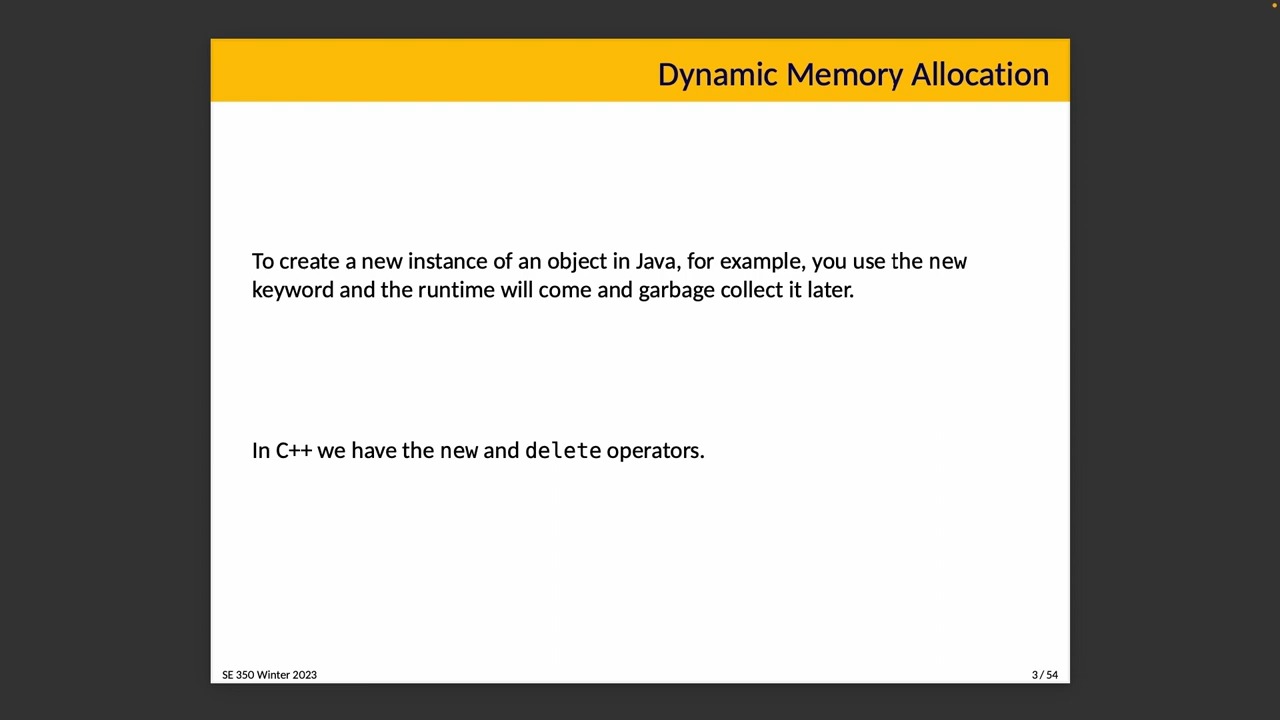 Dynamic Memory Allocation
To create a new instance of an object in Java, for example, you use the new
keyword and the runtime will come and garbage collect it later.
In C++ we have the new and delete operators.
SE 350 Winter 2023
3 / 54